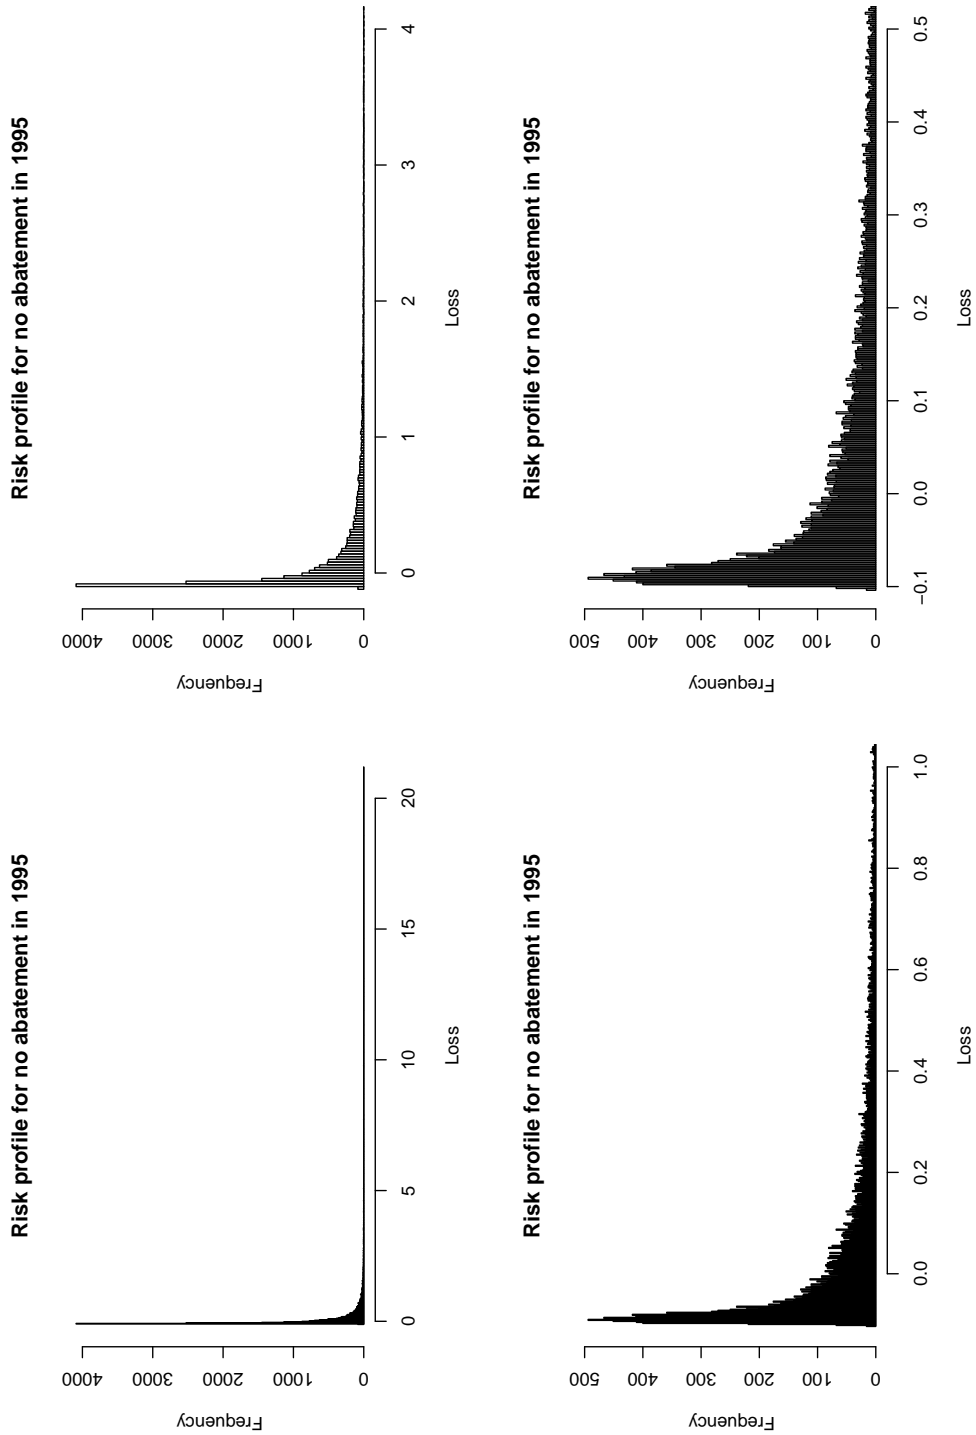 Risk profile for no abatement in 1995
Frequency
0 1000 2000 3000 4000
0 5 10 15 20
Loss
Risk profile for no abatement in 1995
Frequency
0 1000 2000 3000 4000
0 1 2 3 4
Loss
Risk profile for no abatement in 1995
Frequency
0 100 200 300 400 500
0.0 0.2 0.4 0.6 0.8 1.0
Loss
Risk profile for no abatement in 1995
Frequency
0 100 200 300 400 500
−0.1 0.0 0.1 0.2 0.3 0.4 0.5
Loss